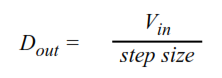 D_out = V_in / step size